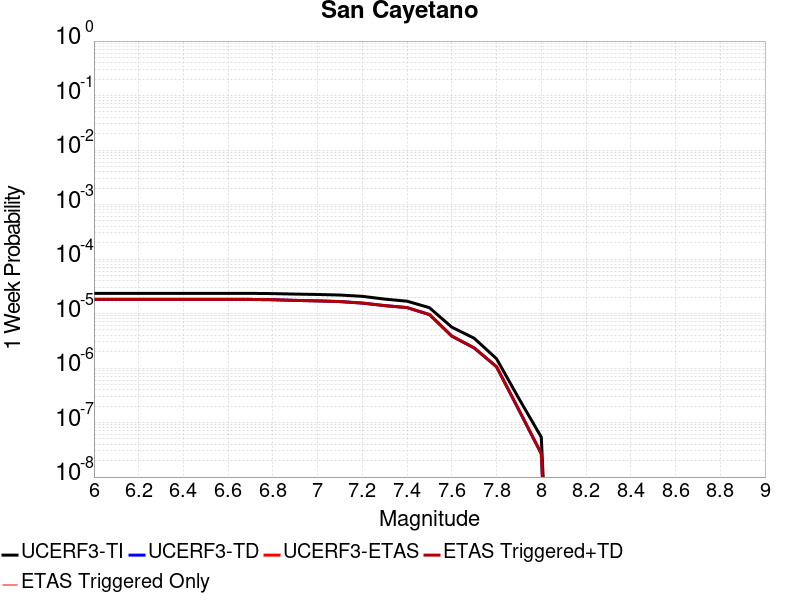 San Cayetano
10^0
10^-1
10^-2
10^-3
10^-4
10^-5
10^-6
10^-7
10^-8
1 Week Probability
6 6.2 6.4 6.6 6.8 7 7.2 7.4 7.6 7.8 8 8.2 8.4 8.6 8.8 9
Magnitude
UCERF3-TI UCERF3-TD UCERF3-ETAS ETAS Triggered+TD
ETAS Triggered Only